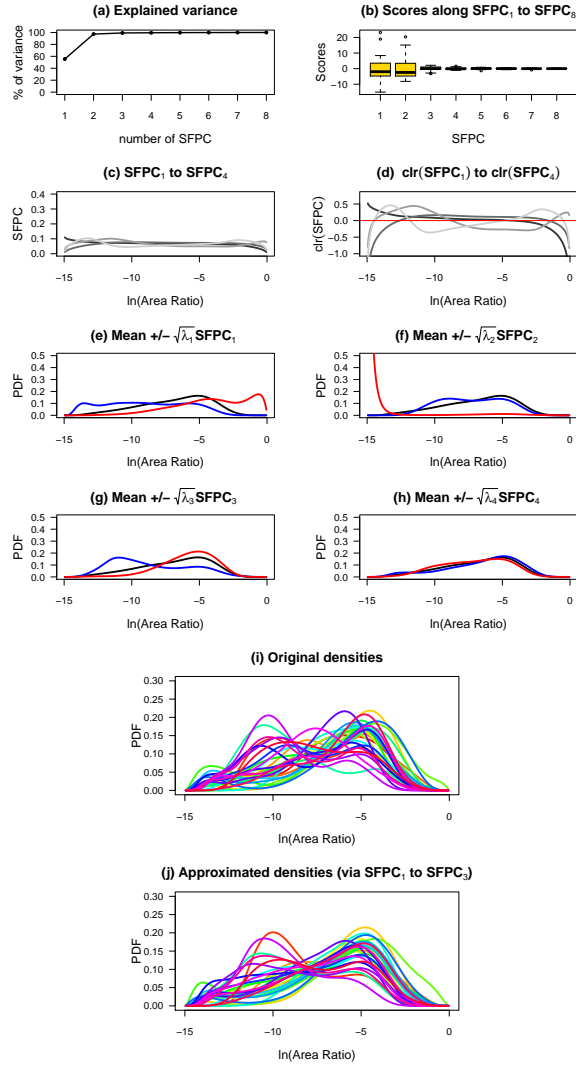 (a) Explained variance
% of variance
100
80
60
40
20
0
1 2 3 4 5 6 7 8
number of SFPC
(b) Scores along SFPC₁ to SFPC₈
Scores
20
10
0
−10
1 2 3 4 5 6 7 8
SFPC
(c) SFPC₁ to SFPC₄
SFPC
0.4
0.3
0.2
0.1
0.0
−15 −10 −5 0
ln(Area Ratio)
(d) clr(SFPC₁) to clr(SFPC₄)
clr(SFPC)
0.5
0.0
−0.5
−1.0
−15 −10 −5 0
ln(Area Ratio)
(e) Mean +/− √λ₁SFPC₁
PDF
0.5
0.4
0.3
0.2
0.1
0.0
−15 −10 −5 0
ln(Area Ratio)
(f) Mean +/− √λ₂SFPC₂
PDF
0.5
0.4
0.3
0.2
0.1
0.0
−15 −10 −5 0
ln(Area Ratio)
(g) Mean +/− √λ₃SFPC₃
PDF
0.5
0.4
0.3
0.2
0.1
0.0
−15 −10 −5 0
ln(Area Ratio)
(h) Mean +/− √λ₄SFPC₄
PDF
0.5
0.4
0.3
0.2
0.1
0.0
−15 −10 −5 0
ln(Area Ratio)
(i) Original densities
PDF
0.30
0.25
0.20
0.15
0.10
0.05
0.00
−15 −10 −5 0
ln(Area Ratio)
(j) Approximated densities (via SFPC₁ to SFPC₃)
PDF
0.30
0.25
0.20
0.15
0.10
0.05
0.00
−15 −10 −5 0
ln(Area Ratio)